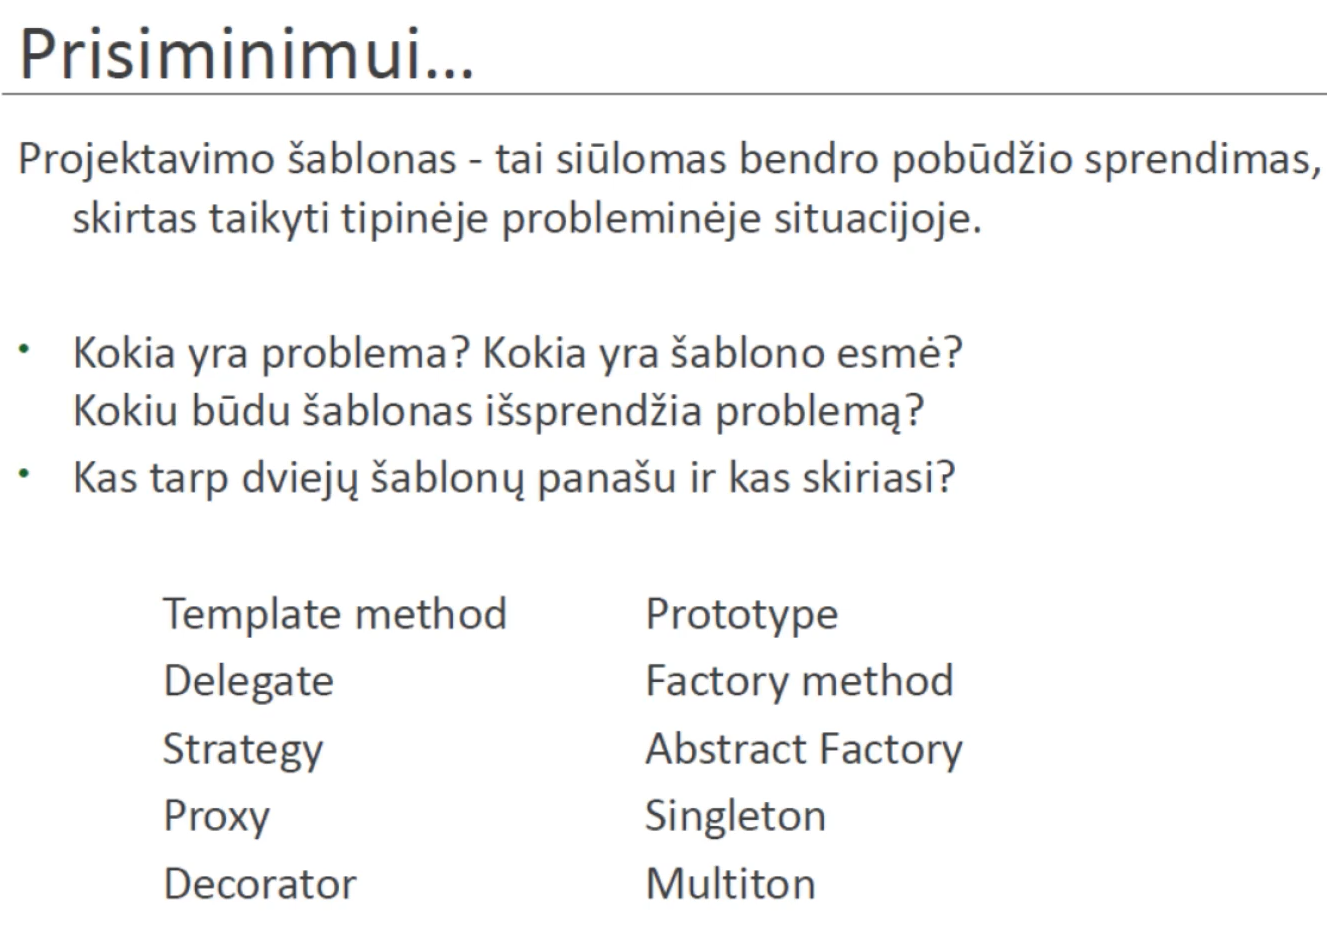 Prisiminimui...
Projektavimo šablonas - tai siūlomas bendro pobūdžio sprendimas,
skirtas taikyti tipinėje probleminėje situacijoje.
• Kokia yra problema? Kokia yra šablono esmė?
Kokiu būdu šablonas išsprendžia problemą?
• Kas tarp dviejų šablonų panašu ir kas skiriasi?
Template method
Delegate
Strategy
Proxy
Decorator
Prototype
Factory method
Abstract Factory
Singleton
Multiton